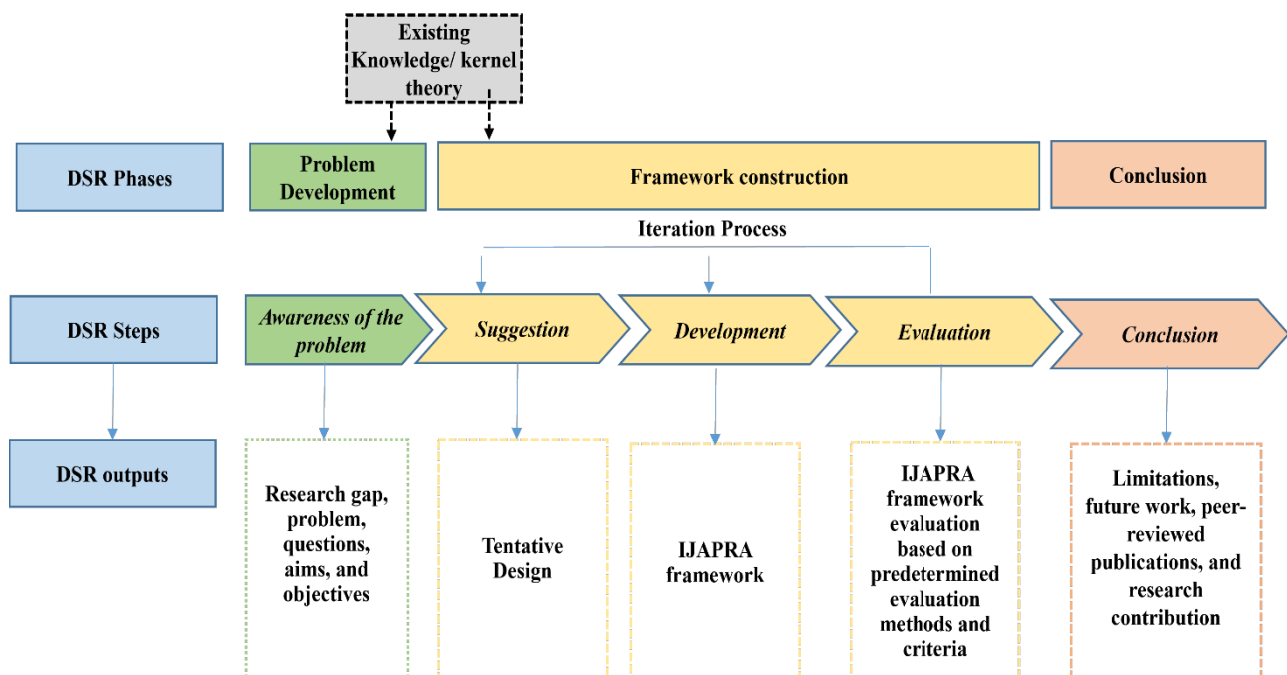 Existing
Knowledge/ kernel
theory
DSR Phases
Problem
Development
Framework construction
Conclusion
Iteration Process
DSR Steps
Awareness of the
problem
Suggestion
Development
Evaluation
Conclusion
DSR outputs
Research gap,
problem,
questions,
aims, and
objectives
Tentative
Design
IJAPRA
framework
IJAPRA
framework
evaluation
based on
predetermined
evaluation
methods and
criteria
Limitations,
future work, peer-
reviewed
publications, and
research
contribution